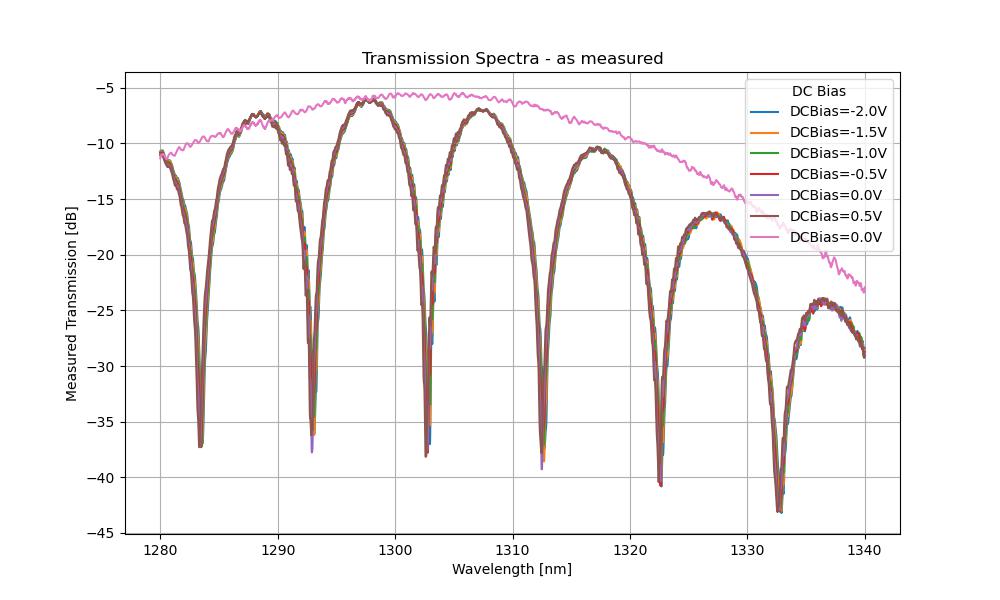 Transmission Spectra - as measured
Measured Transmission [dB]
−5
−10
−15
−20
−25
−30
−35
−40
−45
DC Bias
DCBias=-2.0V
DCBias=-1.5V
DCBias=-1.0V
DCBias=-0.5V
DCBias=0.0V
DCBias=0.5V
DCBias=0.0V
1280
1290
1300
1310
1320
1330
1340
Wavelength [nm]